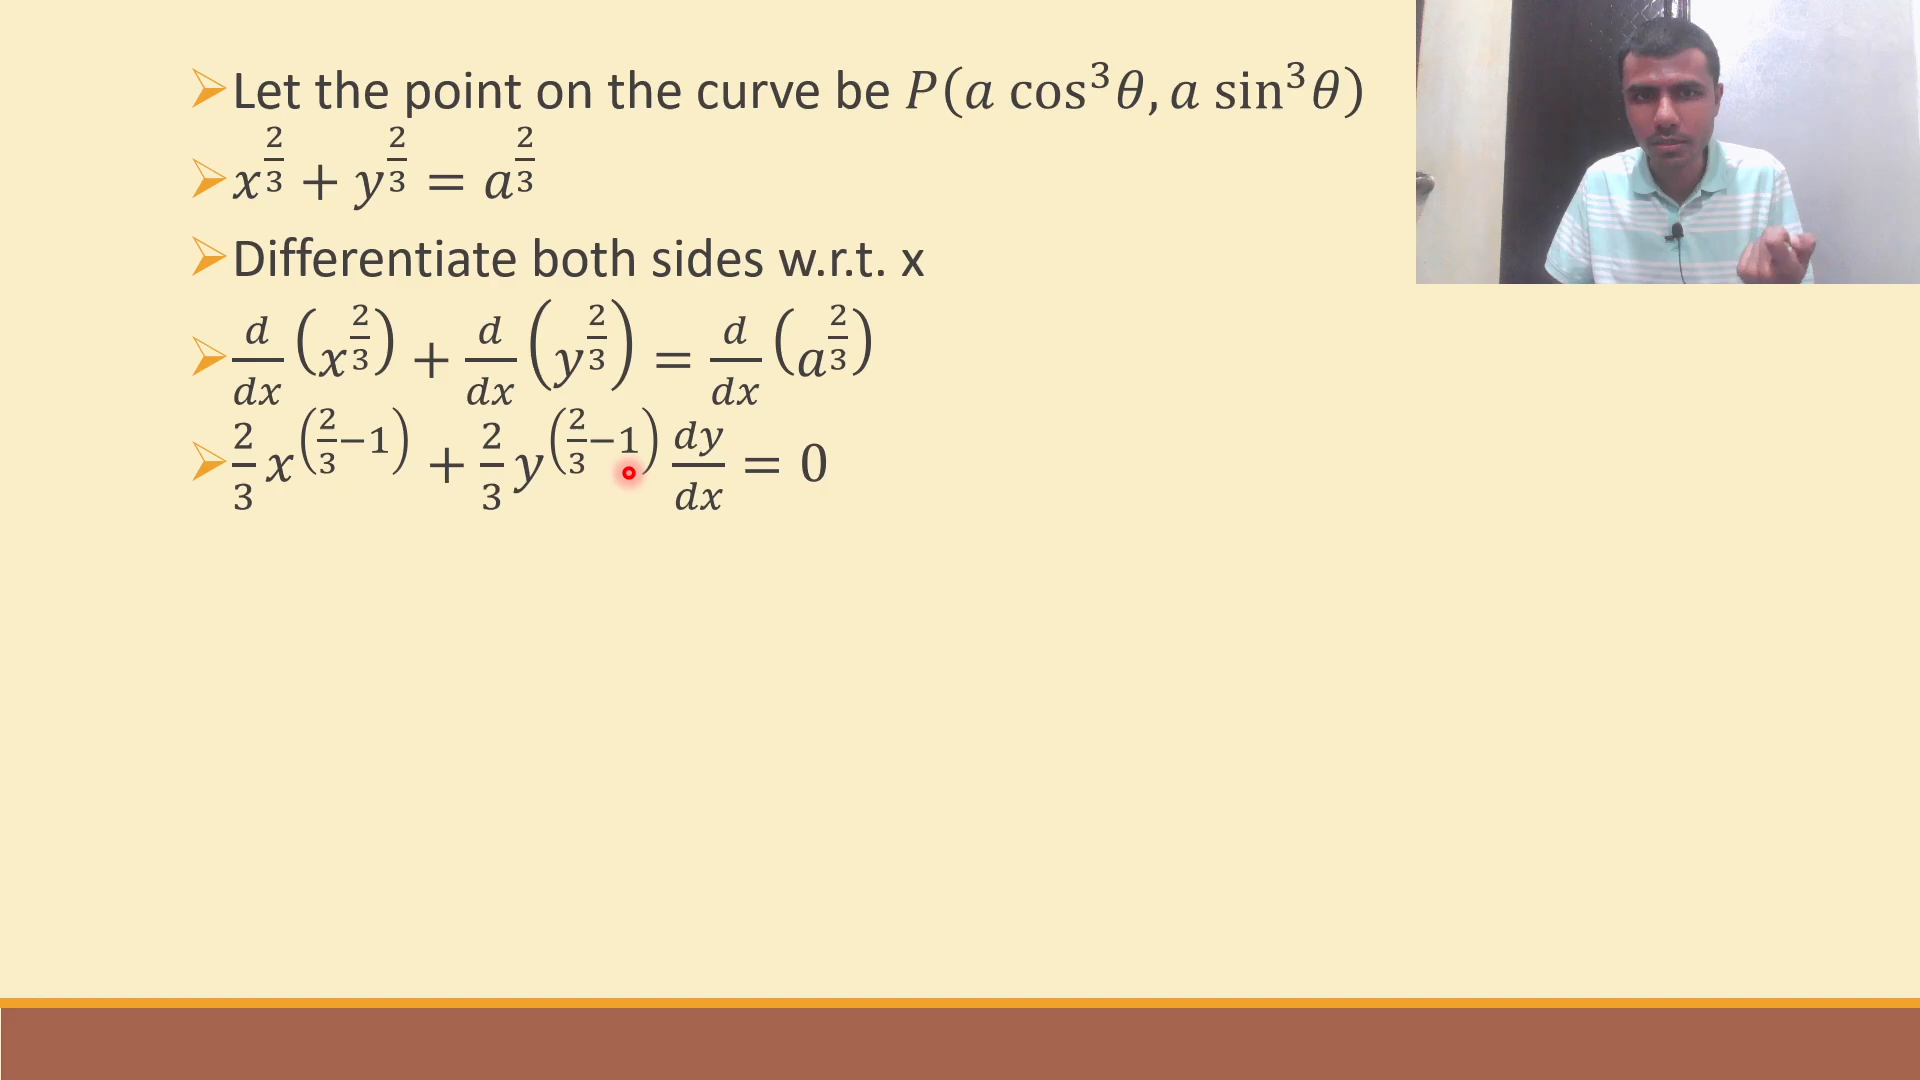 ➢Let the point on the curve be P(a cos³θ, a sin³θ)
➢x^(2/3) + y^(2/3) = a^(2/3)
➢Differentiate both sides w.r.t. x
➢d/dx (x^(2/3)) + d/dx (y^(2/3)) = d/dx (a^(2/3))
➢2/3 x^(2/3−1) + 2/3 y^(2/3−1) dy/dx = 0